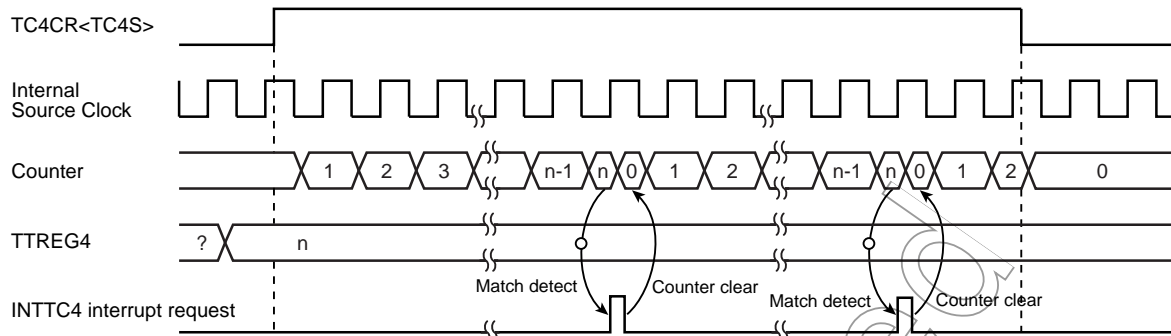 TC4CR<TC4S>
Internal
Source Clock
Counter 1 2 3 n-1 n 0 1 2 n-1 n 0 1 2 0
TTREG4 ? n
Match detect Counter clear Match detect Counter clear
INTTC4 interrupt request